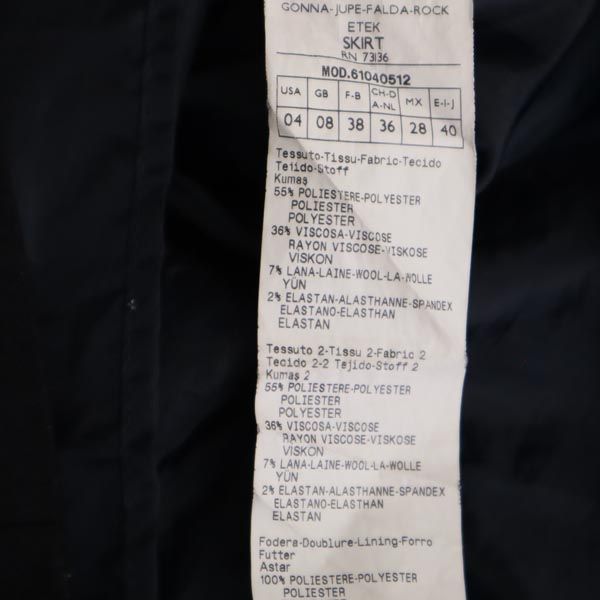 GONNA-JUPE-FALDA-ROCK
ETEK
SKIRT
RN 73136
MOD.61040512
USA GB F-B CH-D A-NL MX E-I-J
04 08 38 36 28 40
Tessuto-Tissu-Fabric-Tecido
Tejido-Stoff
Kumaş
55% POLIESTERE-POLYESTER
POLIESTER
POLYESTER
36% VISCOSA-VISCOSE
RAYON VISCOSE-VISKOSE
VISKON
7% LANA-LAINE-WOOL-LA-WOLLE
YÜN
2% ELASTAN-ALASTHANNE-SPANDEX
ELASTANO-ELASTHAN
ELASTAN
Tessuto 2-Tissu 2-Fabric 2
Tecido 2-2 Tejido-Stoff 2
Kumaş 2
55% POLIESTERE-POLYESTER
POLIESTER
POLYESTER
36% VISCOSA-VISCOSE
RAYON VISCOSE-VISKOSE
VISKON
7% LANA-LAINE-WOOL-LA-WOLLE
YÜN
2% ELASTAN-ALASTHANNE-SPANDEX
ELASTANO-ELASTHAN
ELASTAN
Fodera-Doublure-Lining-Forro
Futter
Astar
100% POLIESTERE-POLYESTER
POLIESTER